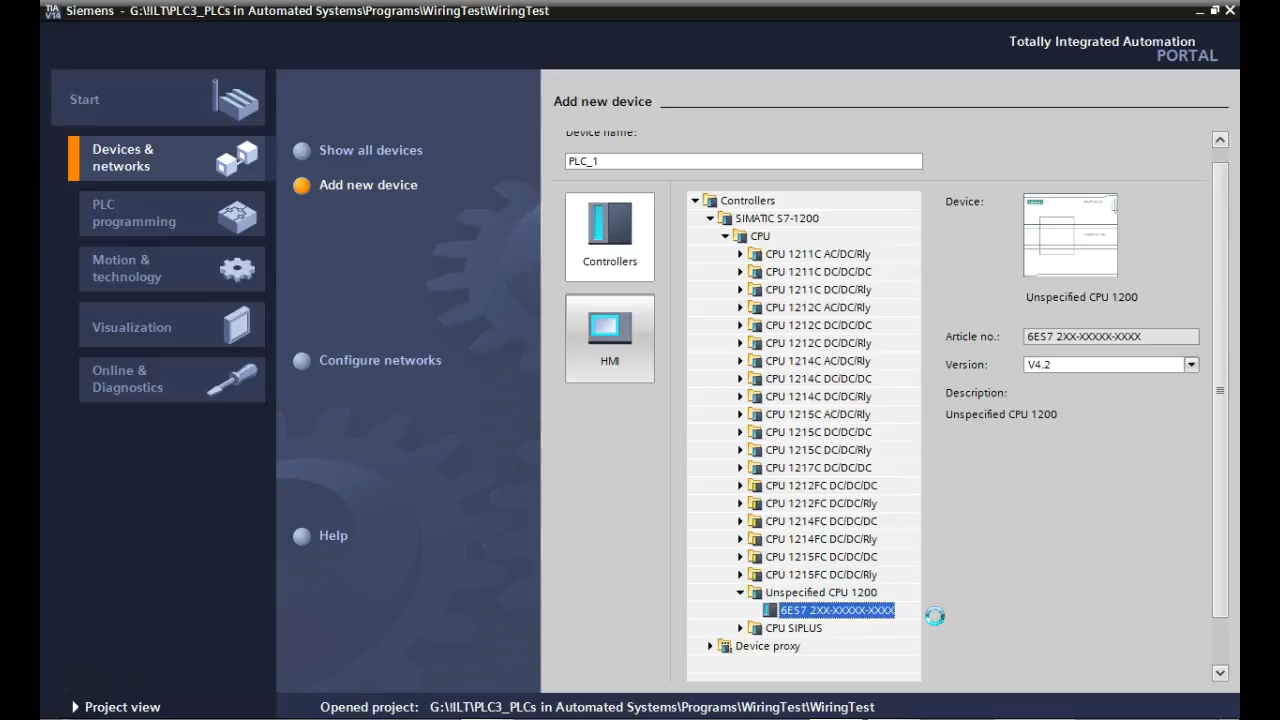 TIA V14
Siemens - G:\!ILT\PLC3_PLCs in Automated Systems\Programs\WiringTest\WiringTest
Totally Integrated Automation
PORTAL
Start
Devices &
networks
PLC
programming
Motion &
technology
Visualization
Online &
Diagnostics
Show all devices
Add new device
Configure networks
Help
Add new device
Device name:
PLC_1
Controllers
HMI
Controllers
SIMATIC S7-1200
CPU
CPU 1211C AC/DC/Rly
CPU 1211C DC/DC/DC
CPU 1211C DC/DC/Rly
CPU 1212C AC/DC/Rly
CPU 1212C DC/DC/DC
CPU 1212C DC/DC/Rly
CPU 1214C AC/DC/Rly
CPU 1214C DC/DC/DC
CPU 1214C DC/DC/Rly
CPU 1215C AC/DC/Rly
CPU 1215C DC/DC/DC
CPU 1215C DC/DC/Rly
CPU 1217C DC/DC/DC
CPU 1212FC DC/DC/DC
CPU 1212FC DC/DC/Rly
CPU 1214FC DC/DC/DC
CPU 1214FC DC/DC/Rly
CPU 1215FC DC/DC/DC
CPU 1215FC DC/DC/Rly
Unspecified CPU 1200
6ES7 2XX-XXXXX-XXXX
CPU SIPLUS
Device proxy
Device:
Unspecified CPU 1200
Article no.: 6ES7 2XX-XXXXX-XXXX
Version: V4.2
Description:
Unspecified CPU 1200
Project view
Opened project: G:\!ILT\PLC3_PLCs in Automated Systems\Programs\WiringTest\WiringTest